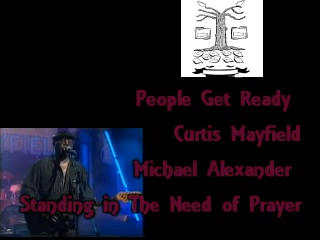 People Get Ready
Curtis Mayfield
Michael Alexander
Standing in The Need of Prayer